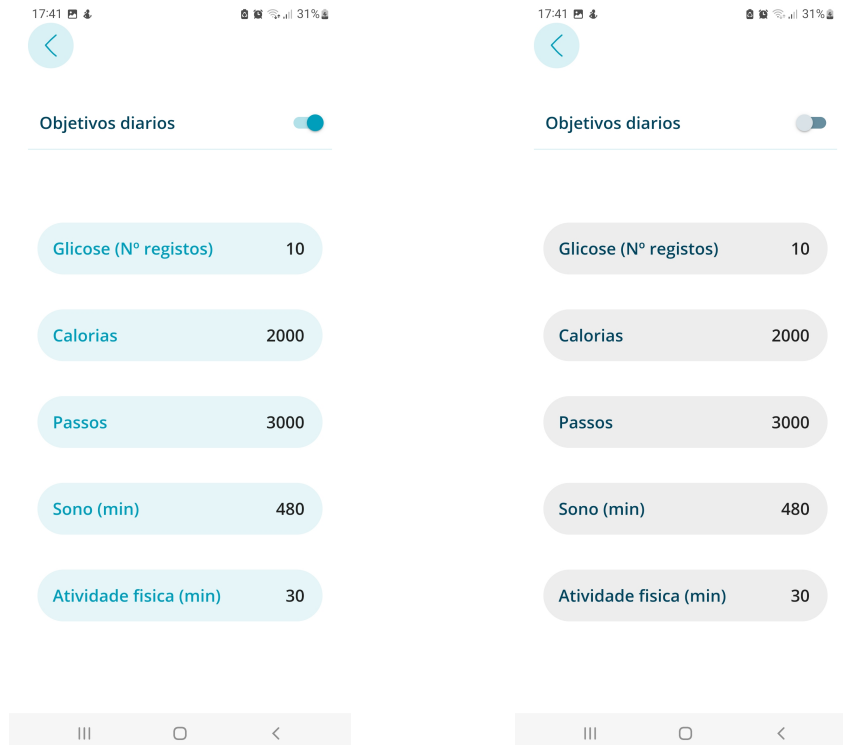 17:41 31%
Objetivos diarios
Glicose (Nº registos) 10
Calorias 2000
Passos 3000
Sono (min) 480
Atividade fisica (min) 30
17:41 31%
Objetivos diarios
Glicose (Nº registos) 10
Calorias 2000
Passos 3000
Sono (min) 480
Atividade fisica (min) 30